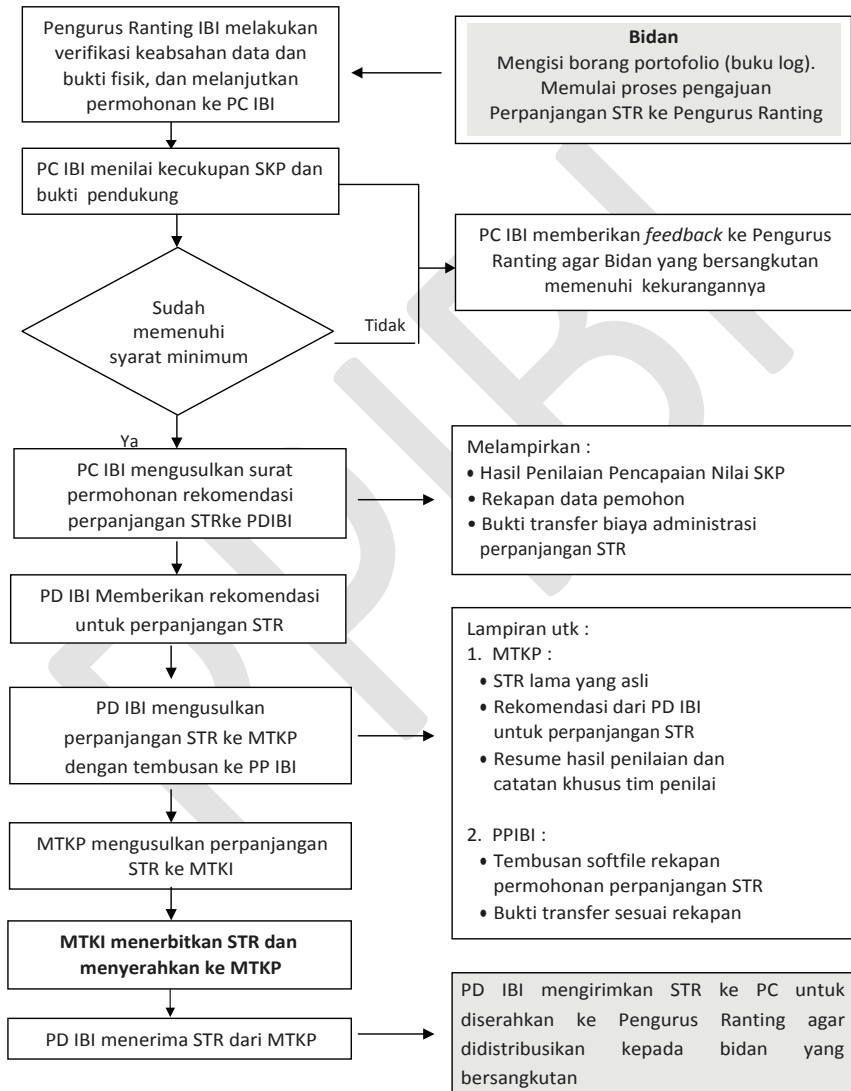 Bidan
Mengisi borang portofolio (buku log).
Memulai proses pengajuan
Perpanjangan STR ke Pengurus Ranting
Pengurus Ranting IBI melakukan
verifikasi keabsahan data dan
bukti fisik, dan melanjutkan
permohonan ke PC IBI
PC IBI menilai kecukupan SKP dan
bukti pendukung
PC IBI memberikan feedback ke Pengurus
Ranting agar Bidan yang bersangkutan
memenuhi kekurangannya
Sudah
memenuhi
syarat minimum
Tidak
Ya
PC IBI mengusulkan surat
permohonan rekomendasi
perpanjangan STRke PDIBI
Melampirkan :
• Hasil Penilaian Pencapaian Nilai SKP
• Rekapan data pemohon
• Bukti transfer biaya administrasi
perpanjangan STR
PD IBI Memberikan rekomendasi
untuk perpanjangan STR
PD IBI mengusulkan
perpanjangan STR ke MTKP
dengan tembusan ke PP IBI
Lampiran utk :
1. MTKP :
• STR lama yang asli
• Rekomendasi dari PD IBI
untuk perpanjangan STR
• Resume hasil penilaian dan
catatan khusus tim penilai
2. PPIBI :
• Tembusan softfile rekapan
permohonan perpanjangan STR
• Bukti transfer sesuai rekapan
MTKP mengusulkan perpanjangan
STR ke MTKI
MTKI menerbitkan STR dan
menyerahkan ke MTKP
PD IBI menerima STR dari MTKP
PD IBI mengirimkan STR ke PC untuk
diserahkan ke Pengurus Ranting agar
didistribusikan kepada bidan yang
bersangkutan
PPIBI